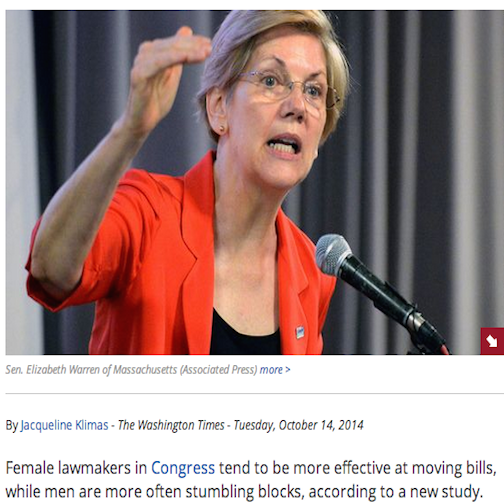 Sen. Elizabeth Warren of Massachusetts (Associated Press) more >
By Jacqueline Klimas - The Washington Times - Tuesday, October 14, 2014
Female lawmakers in Congress tend to be more effective at moving bills,
while men are more often stumbling blocks, according to a new study.